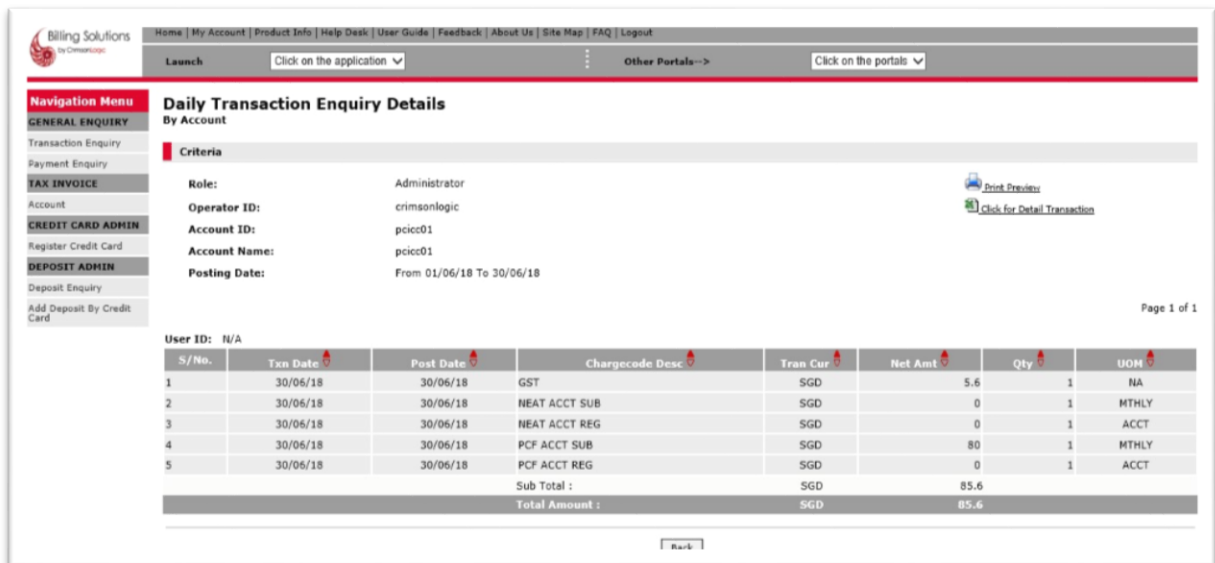 Billing Solutions
by CrimsonLogic
Home | My Account | Product Info | Help Desk | User Guide | Feedback | About Us | Site Map | FAQ | Logout
Launch Click on the application Other Portals--> Click on the portals
Navigation Menu
GENERAL ENQUIRY
Transaction Enquiry
Payment Enquiry
TAX INVOICE
Account
CREDIT CARD ADMIN
Register Credit Card
DEPOSIT ADMIN
Deposit Enquiry
Add Deposit By Credit
Card
Daily Transaction Enquiry Details
By Account
Criteria
Role: Administrator Print Preview
Operator ID: crimsonlogic Click for Detail Transaction
Account ID: pcicc01
Account Name: pcicc01
Posting Date: From 01/06/18 To 30/06/18
Page 1 of 1
User ID: N/A
S/No. Txn Date Post Date Chargecode Desc Tran Cur Net Amt Qty UOM
1 30/06/18 30/06/18 GST SGD 5.6 1 NA
2 30/06/18 30/06/18 NEAT ACCT SUB SGD 0 1 MTHLY
3 30/06/18 30/06/18 NEAT ACCT REG SGD 0 1 ACCT
4 30/06/18 30/06/18 PCF ACCT SUB SGD 80 1 MTHLY
5 30/06/18 30/06/18 PCF ACCT REG SGD 0 1 ACCT
Sub Total : SGD 85.6
Total Amount : SGD 85.6
Back